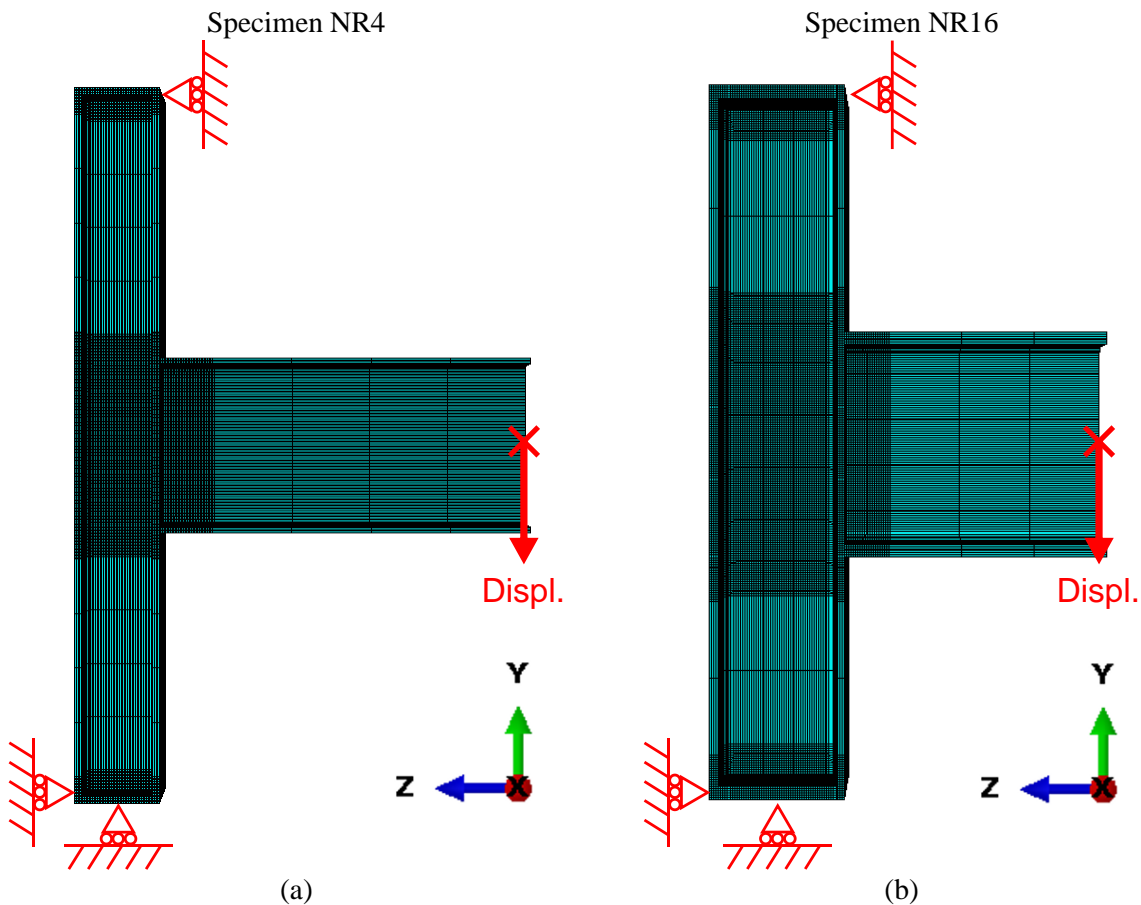 Specimen NR4
Specimen NR16
Displ.
Displ.
Y
Y
Z
X
Z
X
(a)
(b)